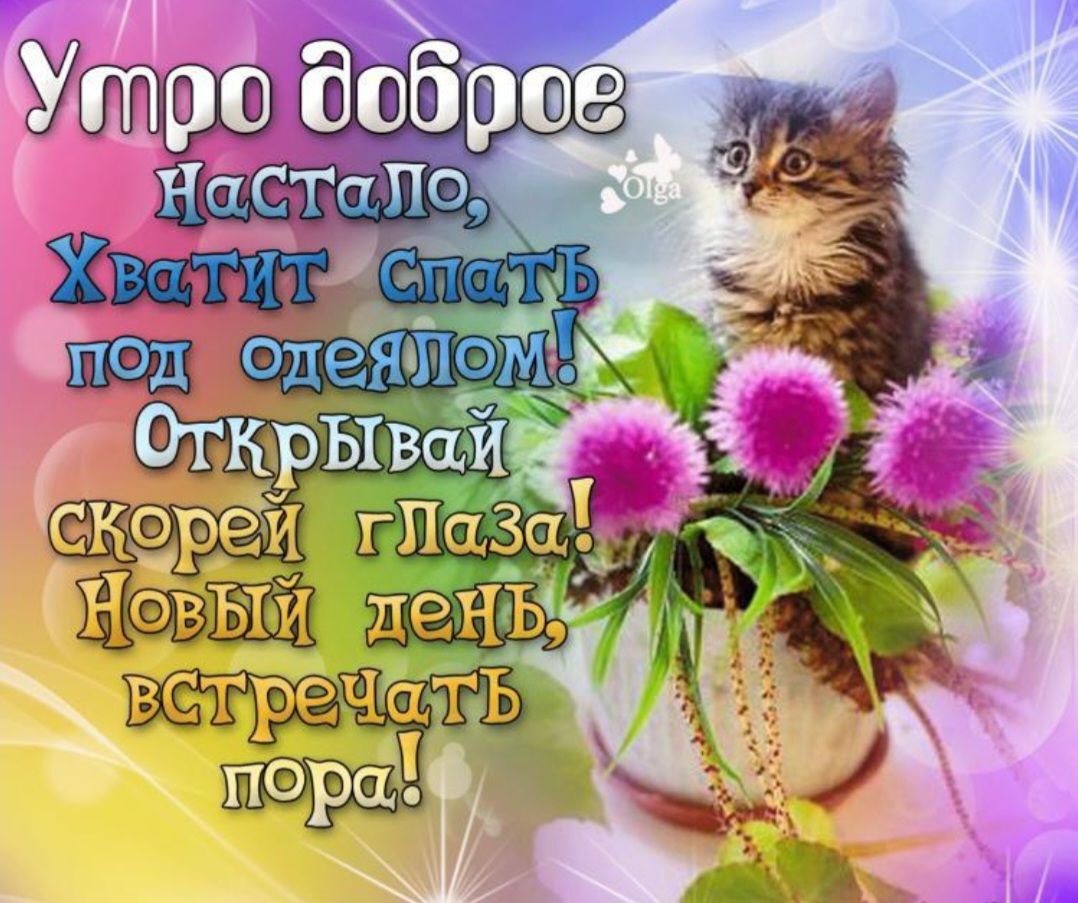 Утро доброе
настало,
Olga
Хватит спать
под одеялом!
Открывай
скорей глаза!
Новый день,
встречать
пора!